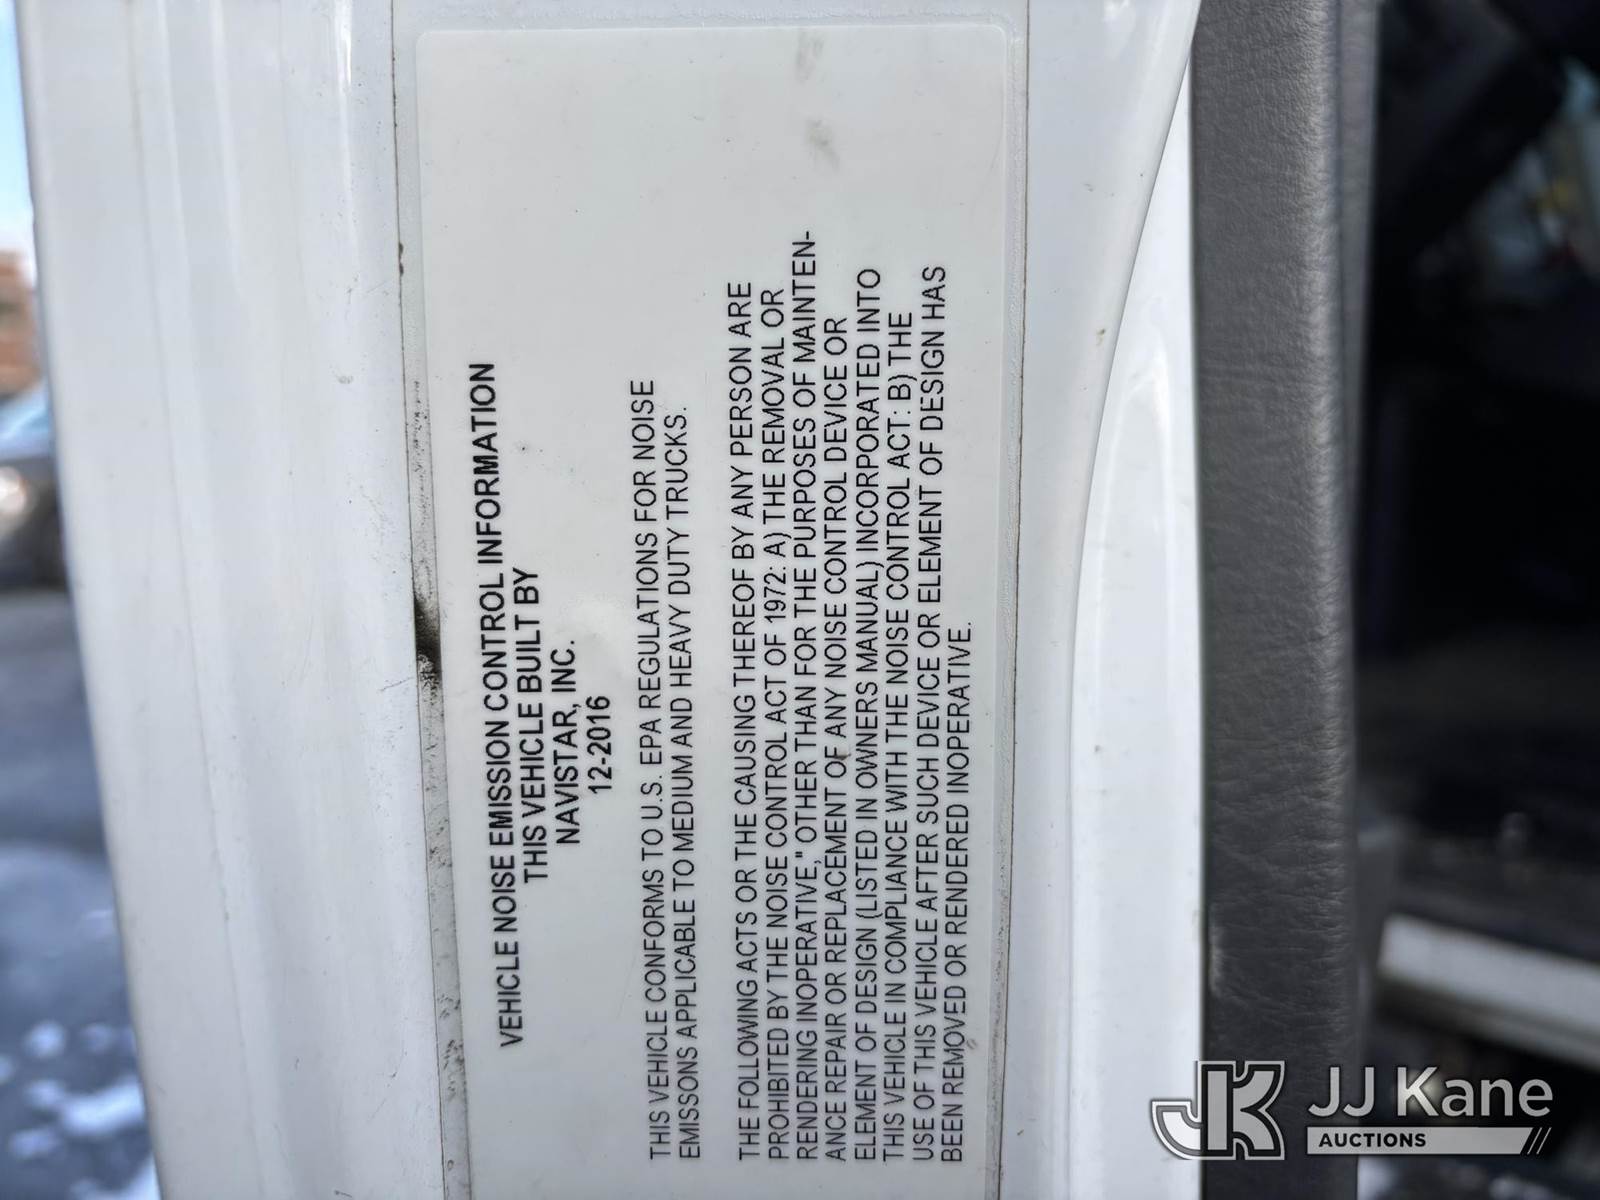 VEHICLE NOISE EMISSION CONTROL INFORMATION
THIS VEHICLE BUILT BY
NAVISTAR, INC.
12-2016
THIS VEHICLE CONFORMS TO U.S. EPA REGULATIONS FOR NOISE
EMISSONS APPLICABLE TO MEDIUM AND HEAVY DUTY TRUCKS.
THE FOLLOWING ACTS OR THE CAUSING THEREOF BY ANY PERSON ARE
PROHIBITED BY THE NOISE CONTROL ACT OF 1972: A) THE REMOVAL OR
RENDERING INOPERATIVE," OTHER THAN FOR THE PURPOSES OF MAINTEN-
ANCE REPAIR OR REPLACEMENT OF ANY NOISE CONTROL DEVICE OR
ELEMENT OF DESIGN (LISTED IN OWNERS MANUAL) INCORPORATED INTO
THIS VEHICLE IN COMPLIANCE WITH THE NOISE CONTROL ACT: B) THE
USE OF THIS VEHICLE AFTER SUCH DEVICE OR ELEMENT OF DESIGN HAS
BEEN REMOVED OR RENDERED INOPERATIVE.
JK JJ Kane
AUCTIONS